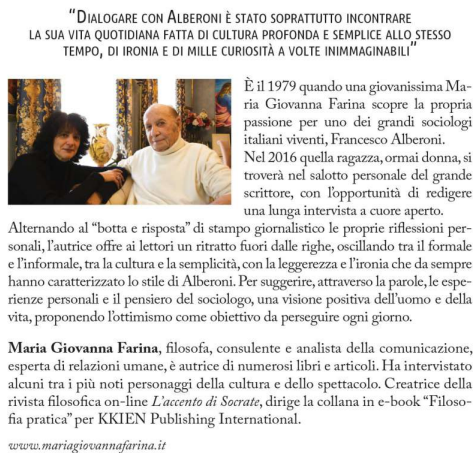 "Dialogare con Alberoni è stato soprattutto incontrare
la sua vita quotidiana fatta di cultura profonda e semplice allo stesso
tempo, di ironia e di mille curiosità a volte inimmaginabili"
È il 1979 quando una giovanissima Ma-
ria Giovanna Farina scopre la propria
passione per uno dei grandi sociologi
italiani viventi, Francesco Alberoni.
Nel 2016 quella ragazza, ormai donna, si
troverà nel salotto personale del grande
scrittore, con l'opportunità di redigere
una lunga intervista a cuore aperto.
Alternando al "botta e risposta" di stampo giornalistico le proprie riflessioni per-
sonali, l'autrice offre ai lettori un ritratto fuori dalle righe, oscillando tra il formale
e l'informale, tra la cultura e la semplicità, con la leggerezza e l'ironia che da sempre
hanno caratterizzato lo stile di Alberoni. Per suggerire, attraverso la parole, le espe-
rienze personali e il pensiero del sociologo, una visione positiva dell'uomo e della
vita, proponendo l'ottimismo come obiettivo da perseguire ogni giorno.
Maria Giovanna Farina, filosofa, consulente e analista della comunicazione,
esperta di relazioni umane, è autrice di numerosi libri e articoli. Ha intervistato
alcuni tra i più noti personaggi della cultura e dello spettacolo. Creatrice della
rivista filosofica on-line L'accento di Socrate, dirige la collana in e-book "Filoso-
fia pratica" per KKIEN Publishing International.
www.mariagiovannafarina.it